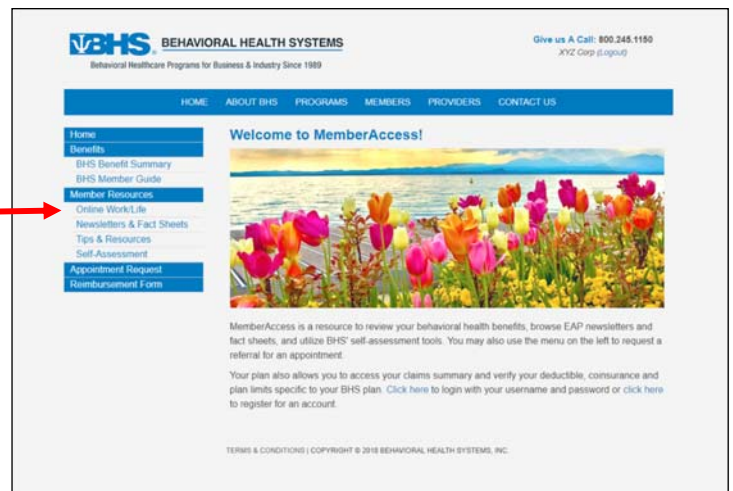 BHS. BEHAVIORAL HEALTH SYSTEMS
Behavioral Healthcare Programs for Business & Industry Since 1989
Give us A Call: 800.245.1150
XYZ Corp (Logout)
HOME ABOUT BHS PROGRAMS MEMBERS PROVIDERS CONTACT US
Home
Benefits
BHS Benefit Summary
BHS Member Guide
Member Resources
Online Work/Life
Newsletters & Fact Sheets
Tips & Resources
Self-Assessment
Appointment Request
Reimbursement Form
Welcome to MemberAccess!
MemberAccess is a resource to review your behavioral health benefits, browse EAP newsletters and
fact sheets, and utilize BHS' self-assessment tools. You may also use the menu on the left to request a
referral for an appointment.
Your plan also allows you to access your claims summary and verify your deductible, coinsurance and
plan limits specific to your BHS plan. Click here to login with your username and password or click here
to register for an account.
TERMS & CONDITIONS | COPYRIGHT © 2018 BEHAVIORAL HEALTH SYSTEMS, INC.